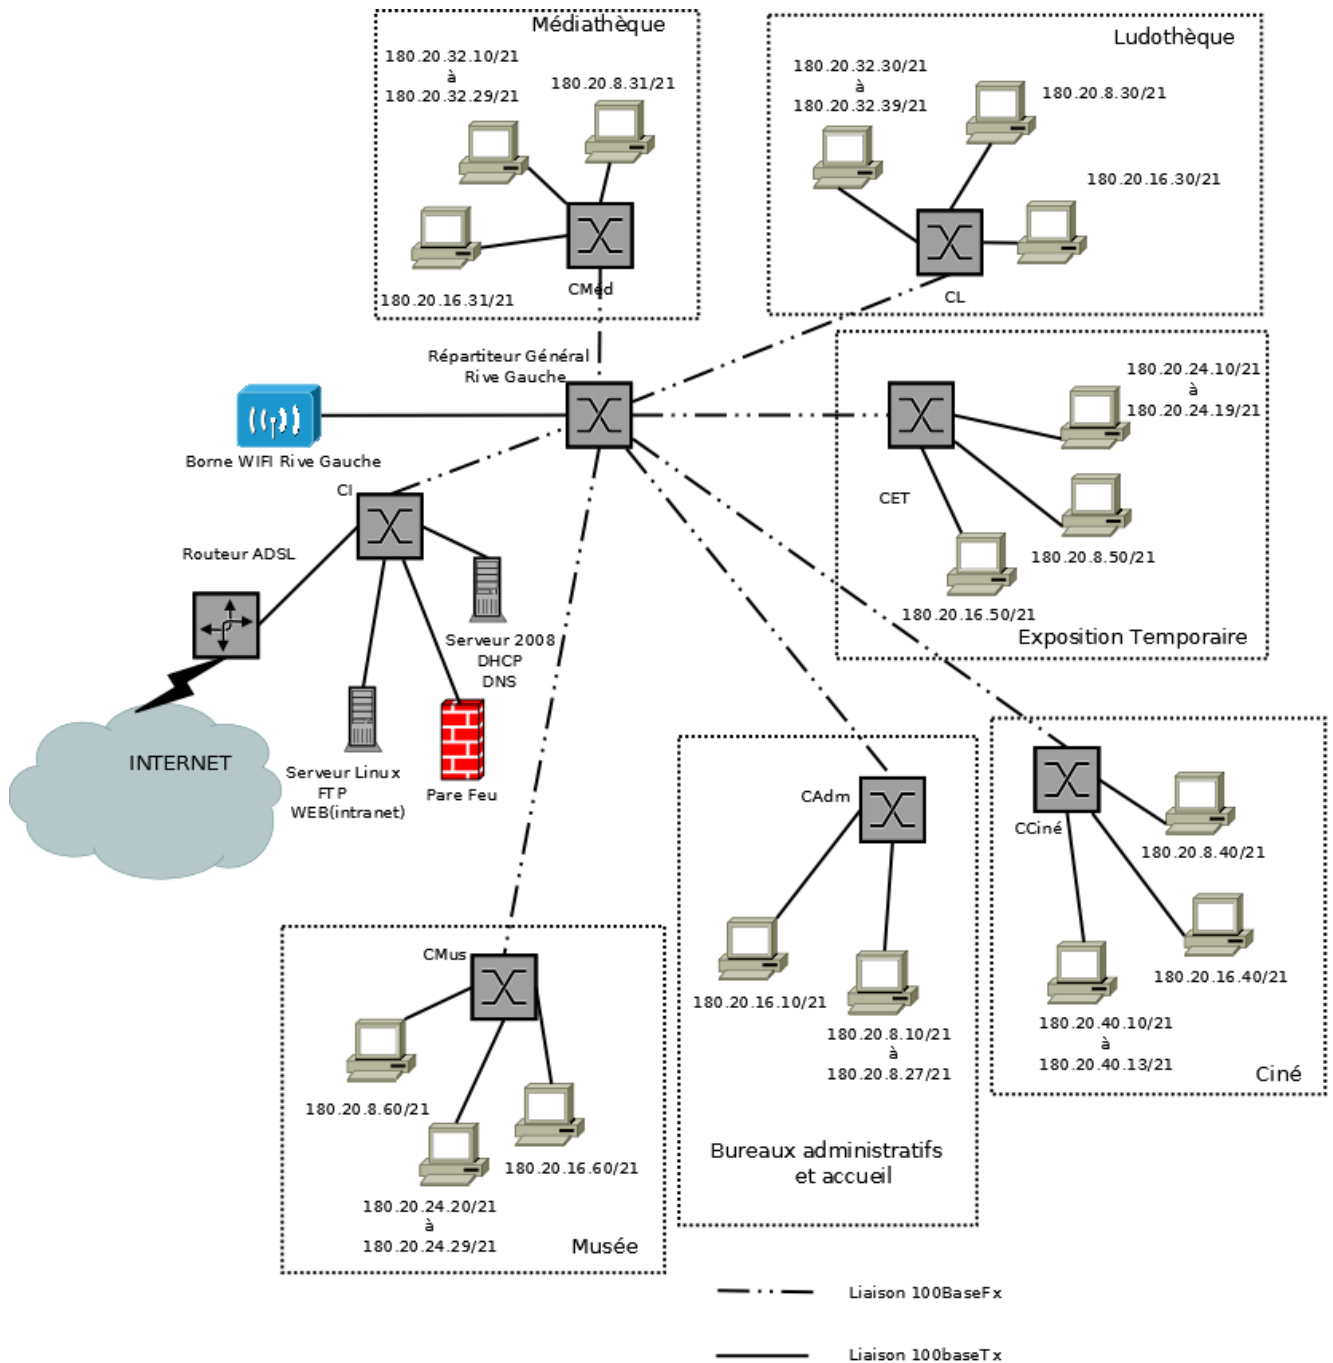 Médiathèque
180.20.32.10/21
à
180.20.32.29/21
180.20.8.31/21
180.20.16.31/21
CMéd
Ludothèque
180.20.32.30/21
à
180.20.32.39/21
180.20.8.30/21
180.20.16.30/21
CL
Répartiteur Général
Rive Gauche
Borne WIFI Rive Gauche
CI
Routeur ADSL
Serveur 2008
DHCP
DNS
INTERNET
Serveur Linux
FTP
WEB(intranet)
Pare Feu
180.20.24.10/21
à
180.20.24.19/21
CET
180.20.8.50/21
180.20.16.50/21
Exposition Temporaire
CAdm
180.20.16.10/21
180.20.8.10/21
à
180.20.8.27/21
Bureaux administratifs
et accueil
CCiné
180.20.8.40/21
180.20.16.40/21
180.20.40.10/21
à
180.20.40.13/21
Ciné
CMus
180.20.8.60/21
180.20.16.60/21
180.20.24.20/21
à
180.20.24.29/21
Musée
Liaison 100BaseFx
Liaison 100baseTx